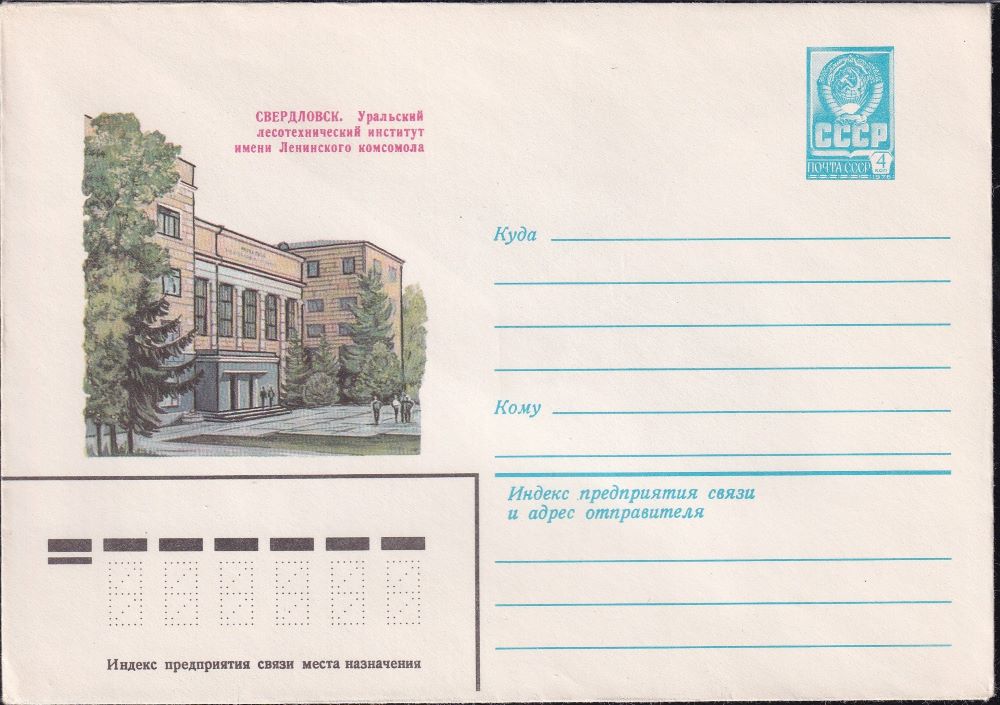 СВЕРДЛОВСК. Уральский
лесотехнический институт
имени Ленинского комсомола
СССР
ПОЧТА СССР
4
КОП
1976
Куда
Кому
Индекс предприятия связи
и адрес отправителя
Индекс предприятия связи места назначения